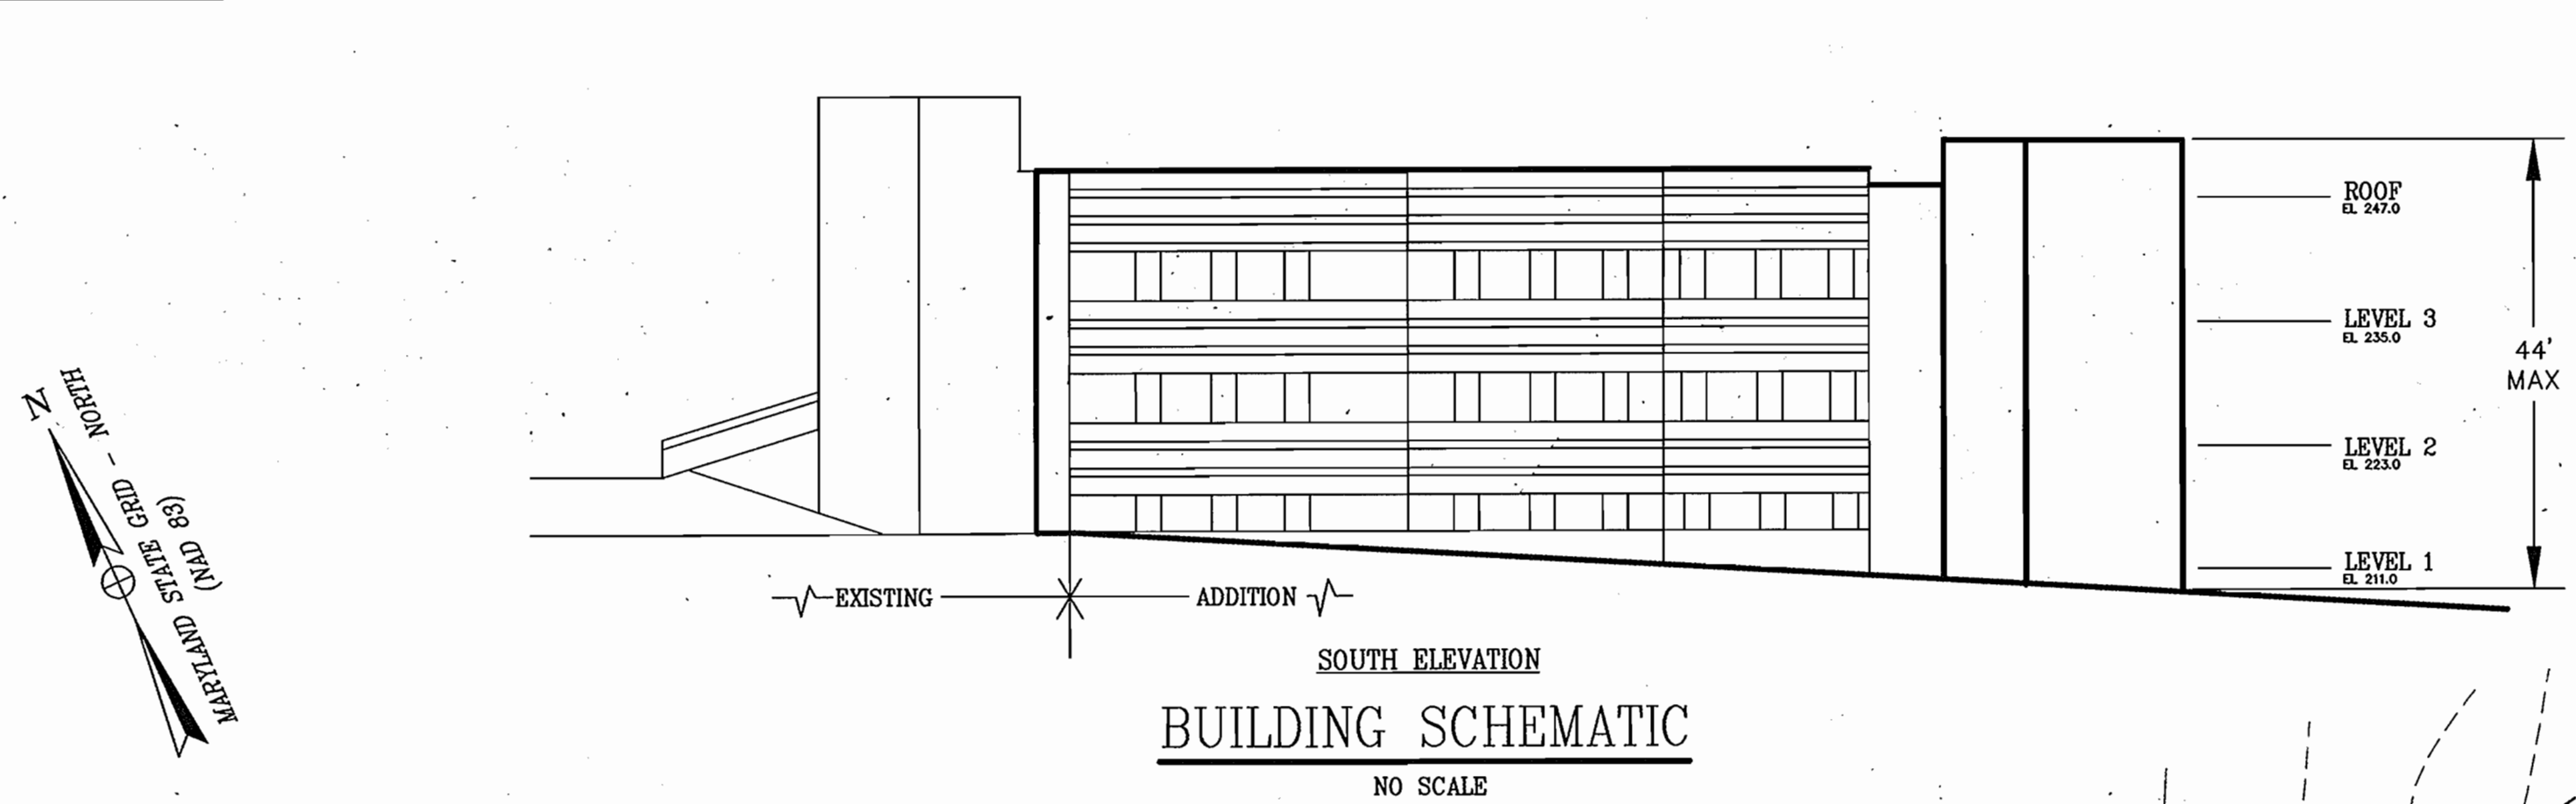 ROOF
EL 247.0
LEVEL 3
EL 235.0
44'
MAX
LEVEL 2
EL 223.0
LEVEL 1
EL 211.0
N
MARYLAND STATE GRID - NORTH
(NAD 83)
EXISTING
ADDITION
SOUTH ELEVATION
BUILDING SCHEMATIC
NO SCALE